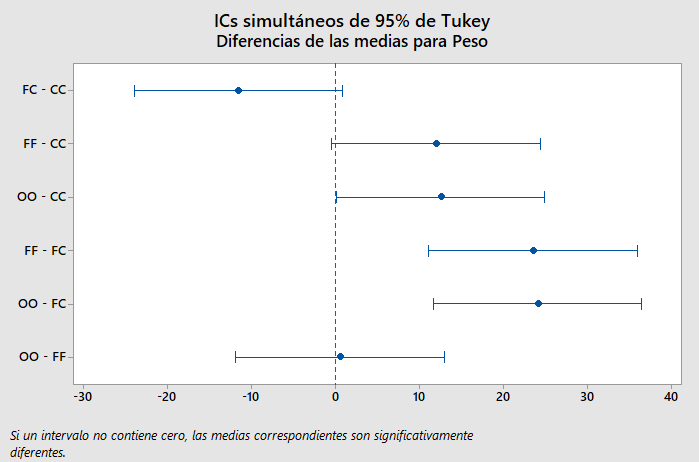 ICs simultáneos de 95% de Tukey
Diferencias de las medias para Peso
FC - CC
FF - CC
OO - CC
FF - FC
OO - FC
OO - FF
-30 -20 -10 0 10 20 30 40
Si un intervalo no contiene cero, las medias correspondientes son significativamente
diferentes.